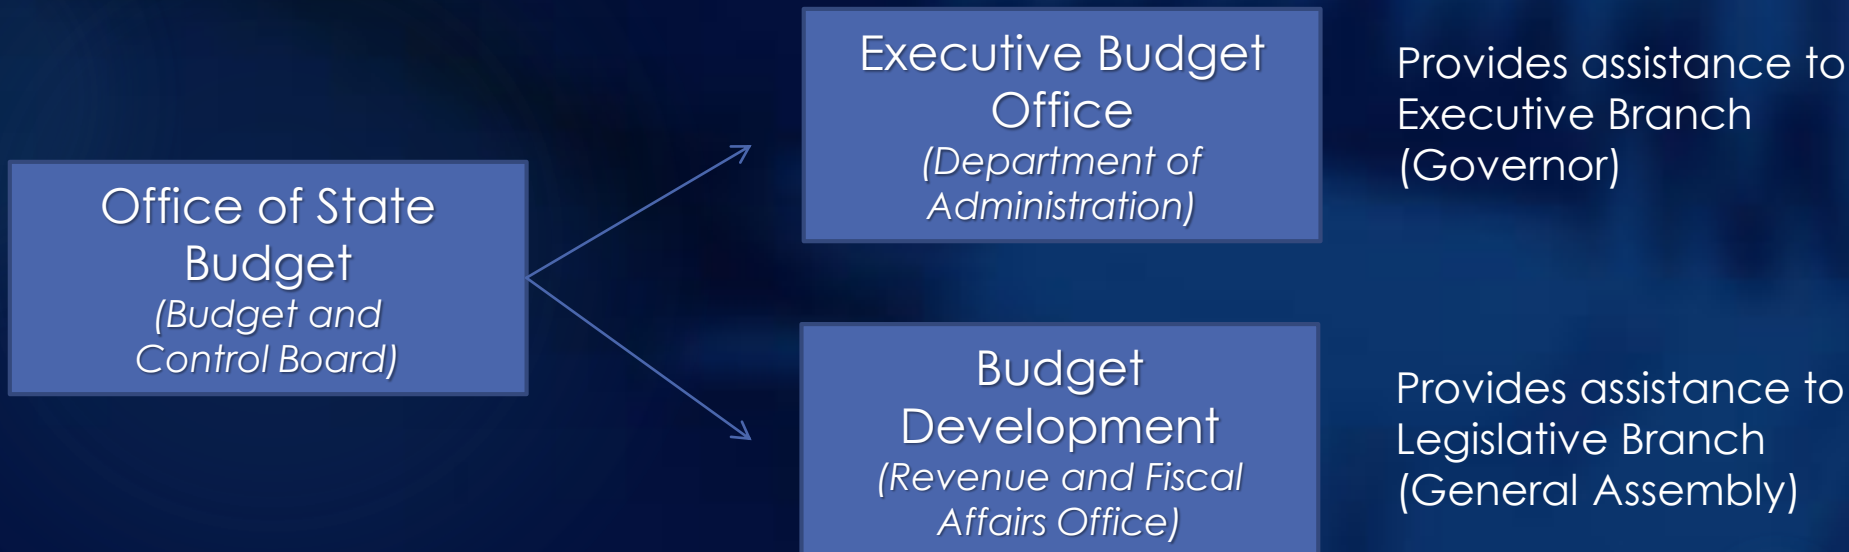 Office of State
Budget
(Budget and
Control Board)
Executive Budget
Office
(Department of
Administration)
Provides assistance to
Executive Branch
(Governor)
Budget
Development
(Revenue and Fiscal
Affairs Office)
Provides assistance to
Legislative Branch
(General Assembly)